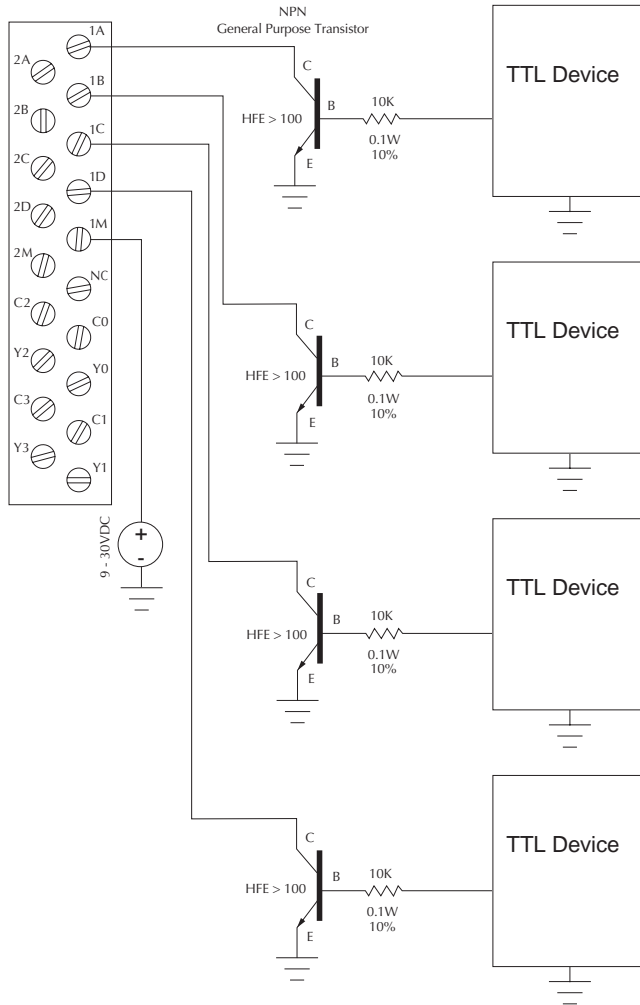 NPN
General Purpose Transistor
1A
2A
1B
2B
1C
2C
1D
2D
1M
2M
NC
C2
C0
Y2
Y0
C3
C1
Y3
Y1
9 - 30VDC
+
-
C
B
E
HFE > 100
10K
0.1W
10%
TTL Device
C
B
E
HFE > 100
10K
0.1W
10%
TTL Device
C
B
E
HFE > 100
10K
0.1W
10%
TTL Device
C
B
E
HFE > 100
10K
0.1W
10%
TTL Device